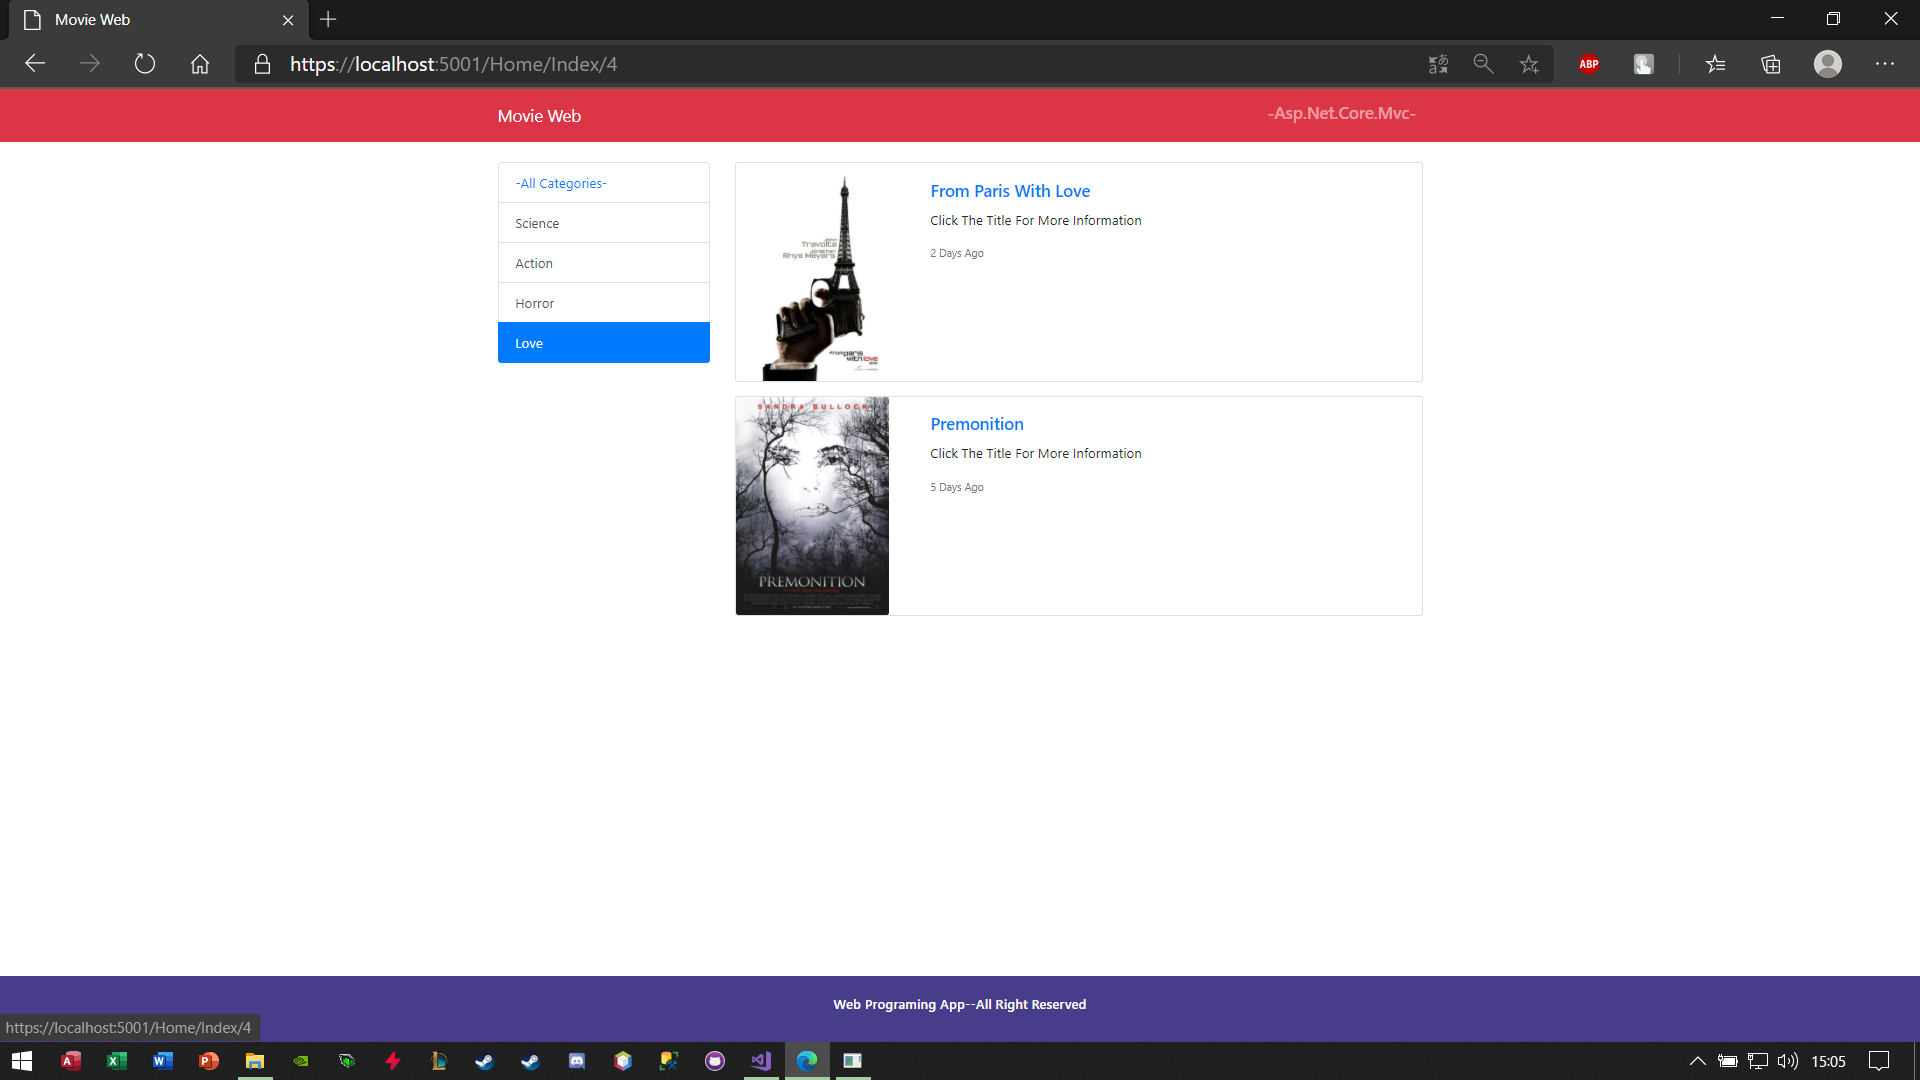 Movie Web
https://localhost:5001/Home/Index/4
ABP
Movie Web
-Asp.Net.Core.Mvc-
-All Categories-
Science
Action
Horror
Love
John
Travolta
Jonathan
Rhys Meyers
From paris
with love
From Paris With Love
Click The Title For More Information
2 Days Ago
SANDRA BULLOCK
PREMONITION
Premonition
Click The Title For More Information
5 Days Ago
Web Programing App--All Right Reserved
https://localhost:5001/Home/Index/4
15:05